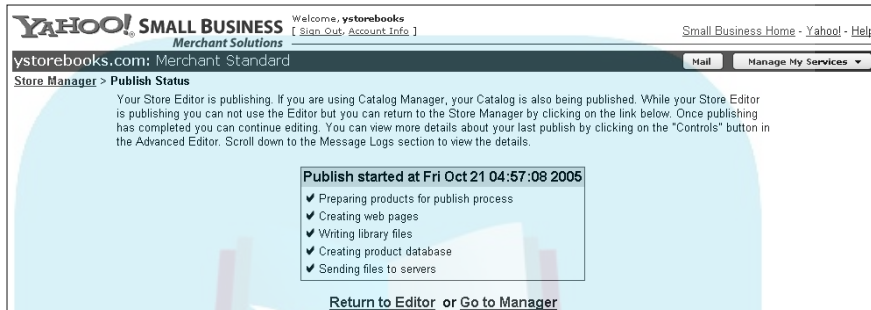 YAHOO! SMALL BUSINESS
Merchant Solutions
Welcome, ystorebooks
[ Sign Out, Account Info ]
Small Business Home - Yahoo! - Help
ystorebooks.com: Merchant Standard
Mail
Manage My Services
Store Manager > Publish Status
Your Store Editor is publishing. If you are using Catalog Manager, your Catalog is also being published. While your Store Editor
is publishing you can not use the Editor but you can return to the Store Manager by clicking on the link below. Once publishing
has completed you can continue editing. You can view more details about your last publish by clicking on the "Controls" button in
the Advanced Editor. Scroll down to the Message Logs section to view the details.
Publish started at Fri Oct 21 04:57:08 2005
✔ Preparing products for publish process
✔ Creating web pages
✔ Writing library files
✔ Creating product database
✔ Sending files to servers
Return to Editor or Go to Manager